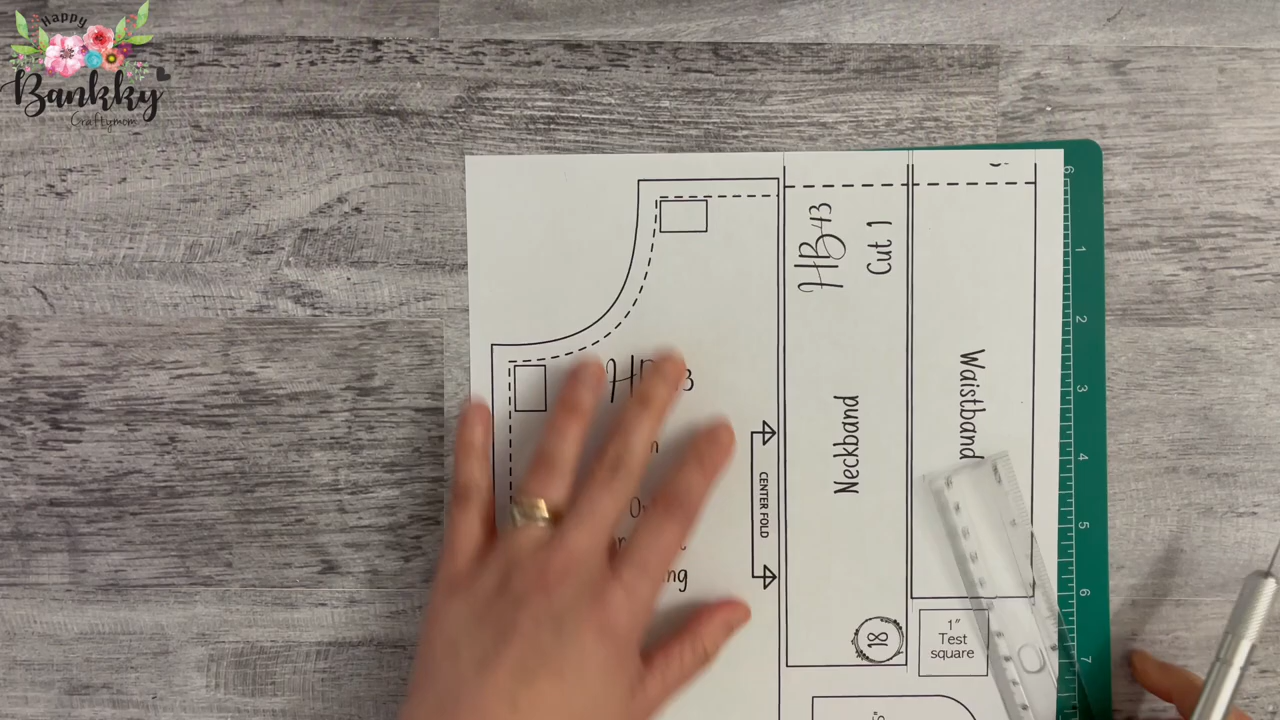 Happy
Bankky
Craftymom
HB43
Cut 1
Neckband
Waistband
CENTER FOLD
18
1"
Test
square
6
1
2
3
4
5
6
7